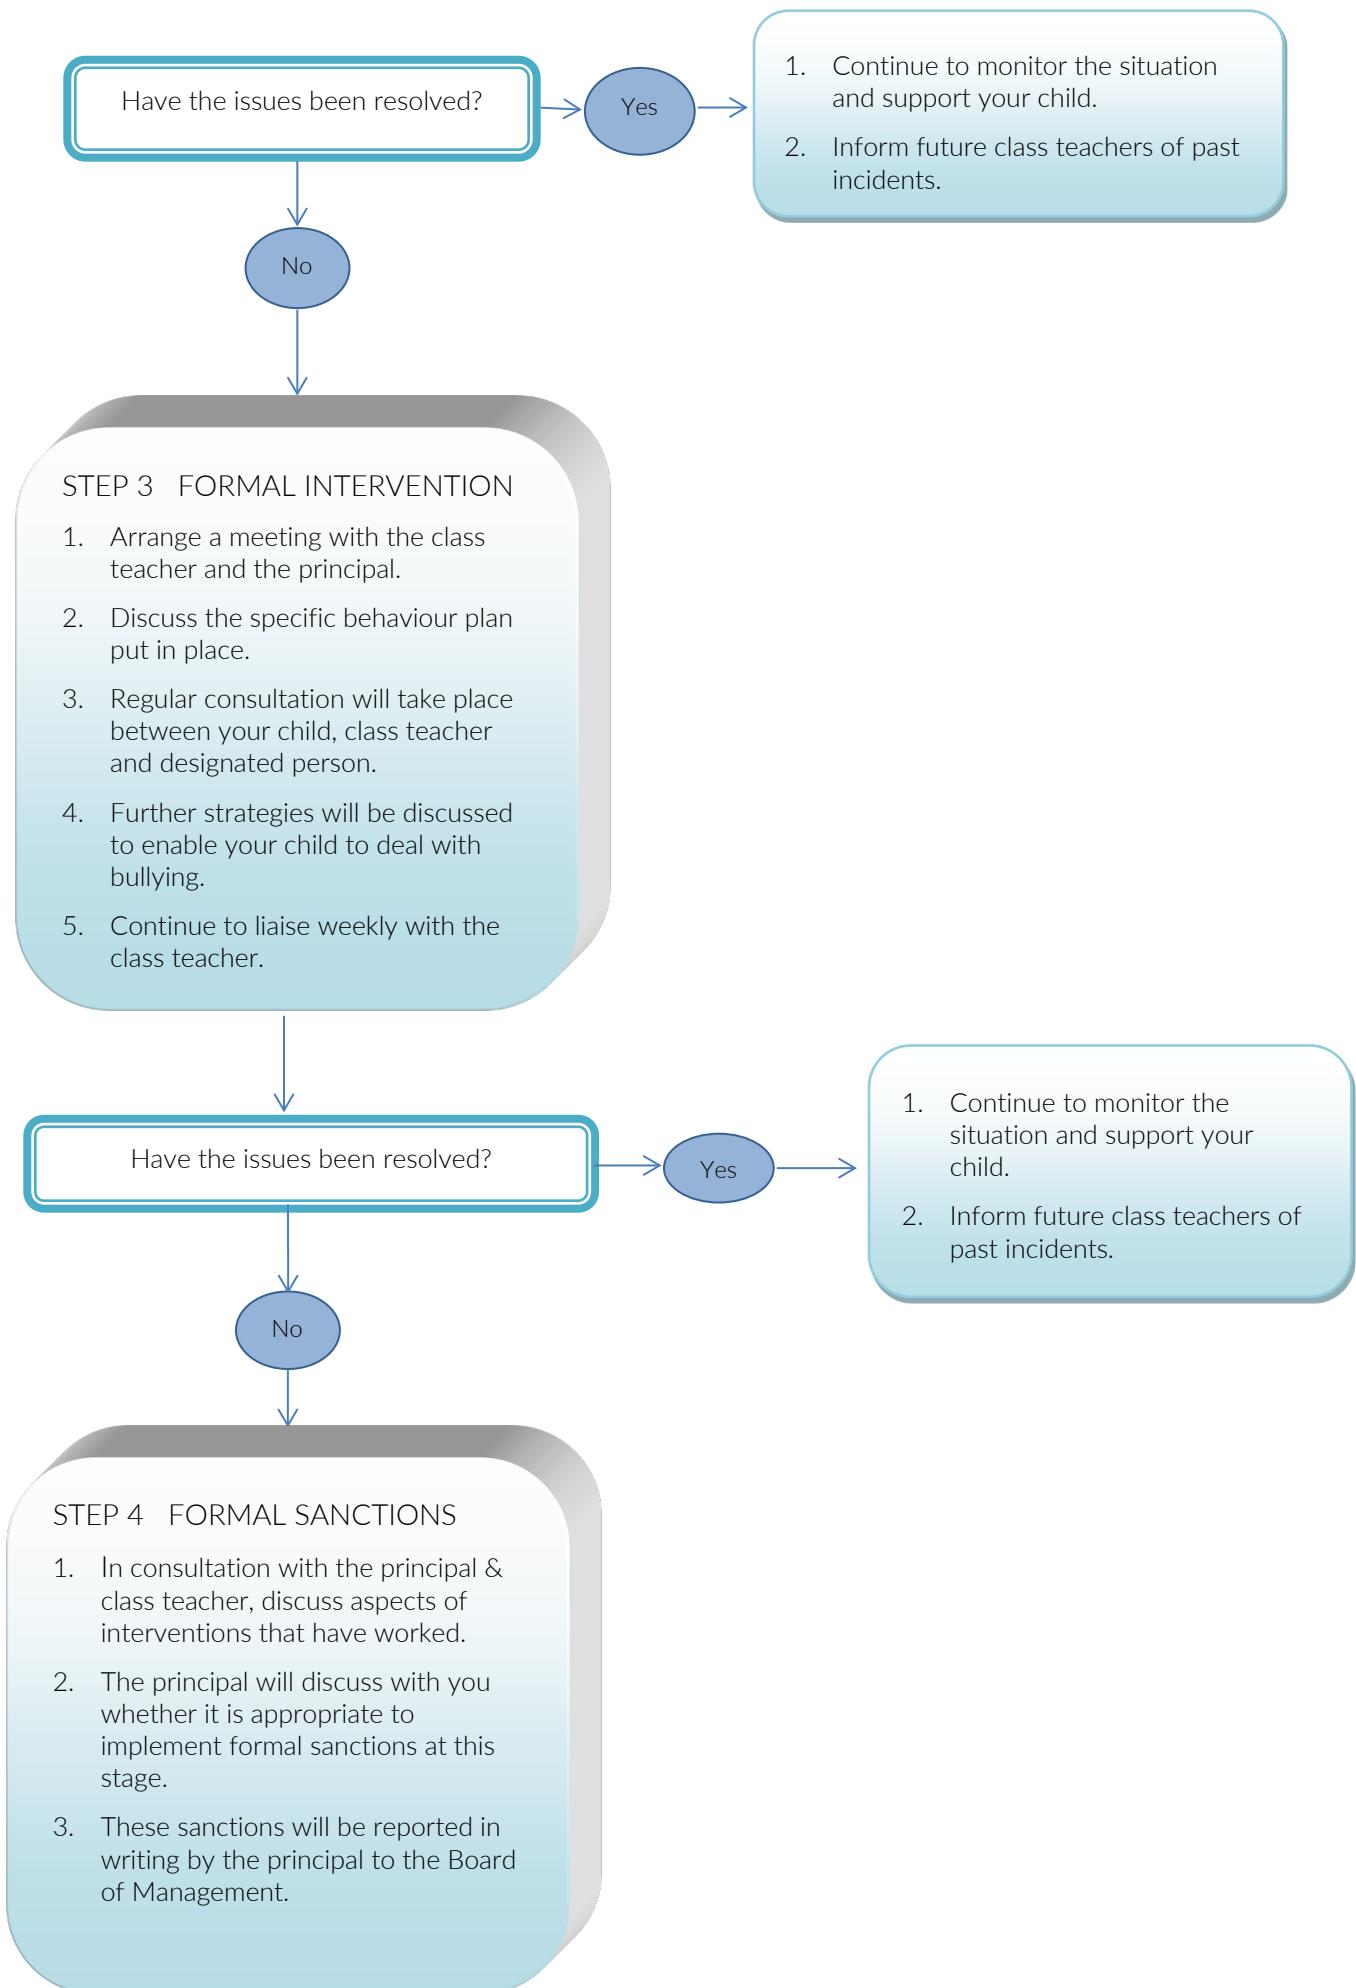 Have the issues been resolved?
Yes
1. Continue to monitor the situation
and support your child.
2. Inform future class teachers of past
incidents.
No
STEP 3 FORMAL INTERVENTION
1. Arrange a meeting with the class
teacher and the principal.
2. Discuss the specific behaviour plan
put in place.
3. Regular consultation will take place
between your child, class teacher
and designated person.
4. Further strategies will be discussed
to enable your child to deal with
bullying.
5. Continue to liaise weekly with the
class teacher.
Have the issues been resolved?
Yes
1. Continue to monitor the
situation and support your
child.
2. Inform future class teachers of
past incidents.
No
STEP 4 FORMAL SANCTIONS
1. In consultation with the principal &
class teacher, discuss aspects of
interventions that have worked.
2. The principal will discuss with you
whether it is appropriate to
implement formal sanctions at this
stage.
3. These sanctions will be reported in
writing by the principal to the Board
of Management.